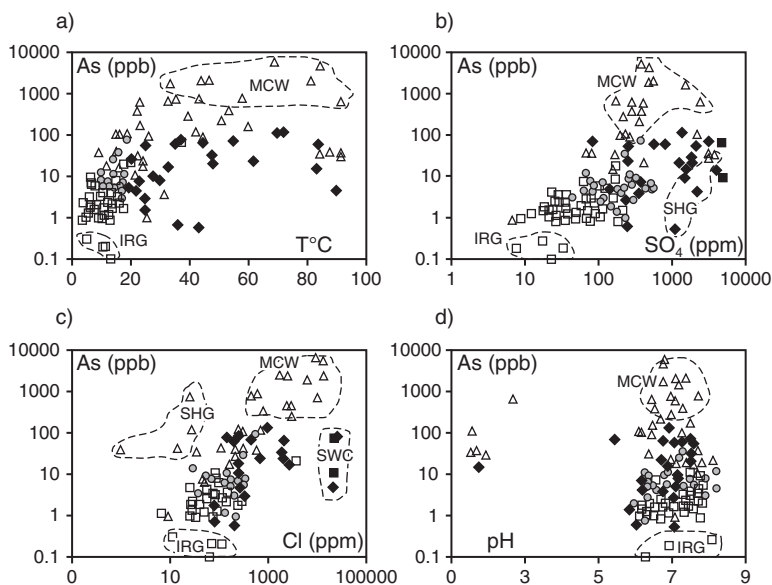 a)
b)
10000
1000
100
10
1
0.1
As (ppb)
MCW
IRG
T°C
0 20 40 60 80 100
10000
1000
100
10
1
0.1
As (ppb)
MCW
SHG
IRG
SO₄ (ppm)
1 10 100 1000 10000
c)
d)
10000
1000
100
10
1
0.1
As (ppb)
MCW
SHG
SWC
IRG
Cl (ppm)
10 1000 100000
10000
1000
100
10
1
0.1
As (ppb)
MCW
IRG
pH
1 3 5 7 9